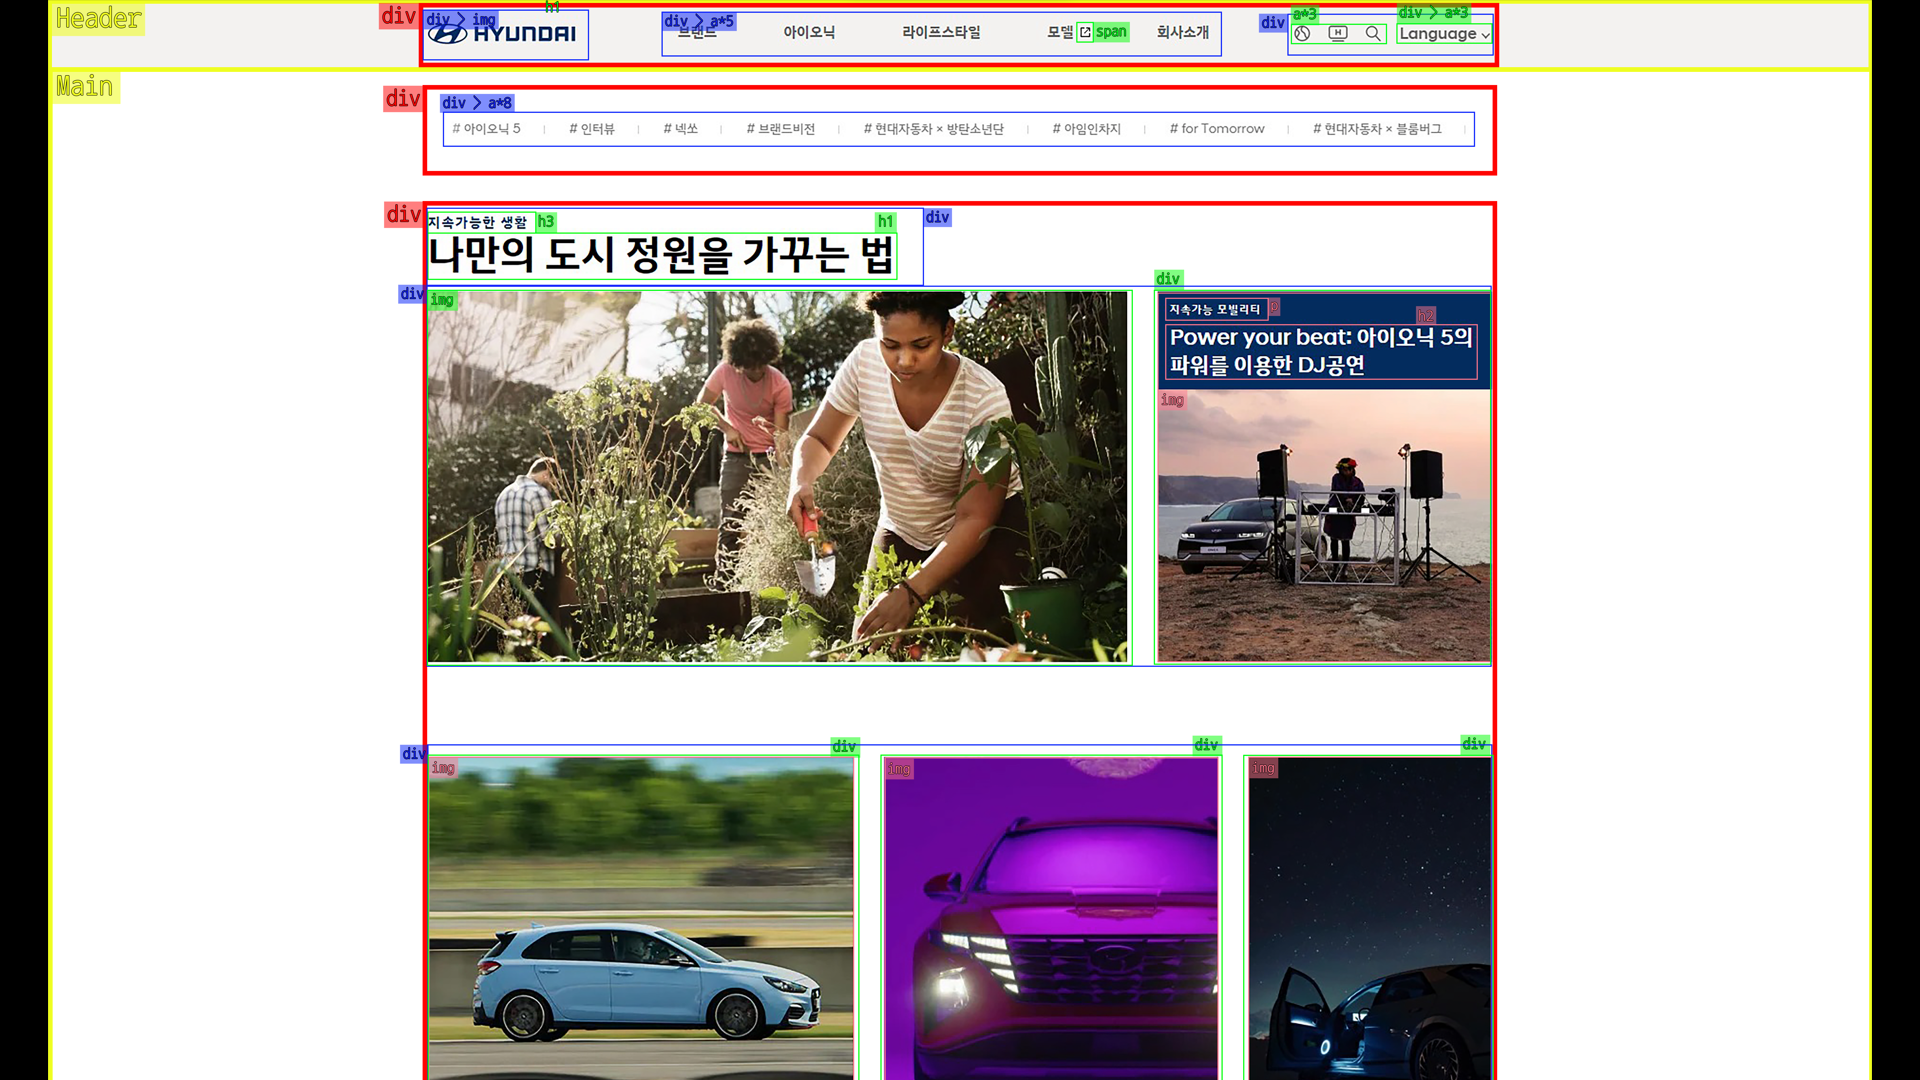 Header
div
div > img
h1
HYUNDAI
div > a*5
브랜드
아이오닉
라이프스타일
모델
span
회사소개
div
a*3
div > a*3
Language
Main
div
div > a*8
# 아이오닉 5
# 인터뷰
# 넥쏘
# 브랜드비전
# 현대자동차 × 방탄소년단
# 아임인차지
# for Tomorrow
# 현대자동차 × 블룸버그
div
지속가능한 생활
h3
h1
div
나만의 도시 정원을 가꾸는 법
div
img
div
지속가능 모빌리티
p
h2
Power your beat: 아이오닉 5의
파워를 이용한 DJ공연
img
div
div
div
div
img
img
img